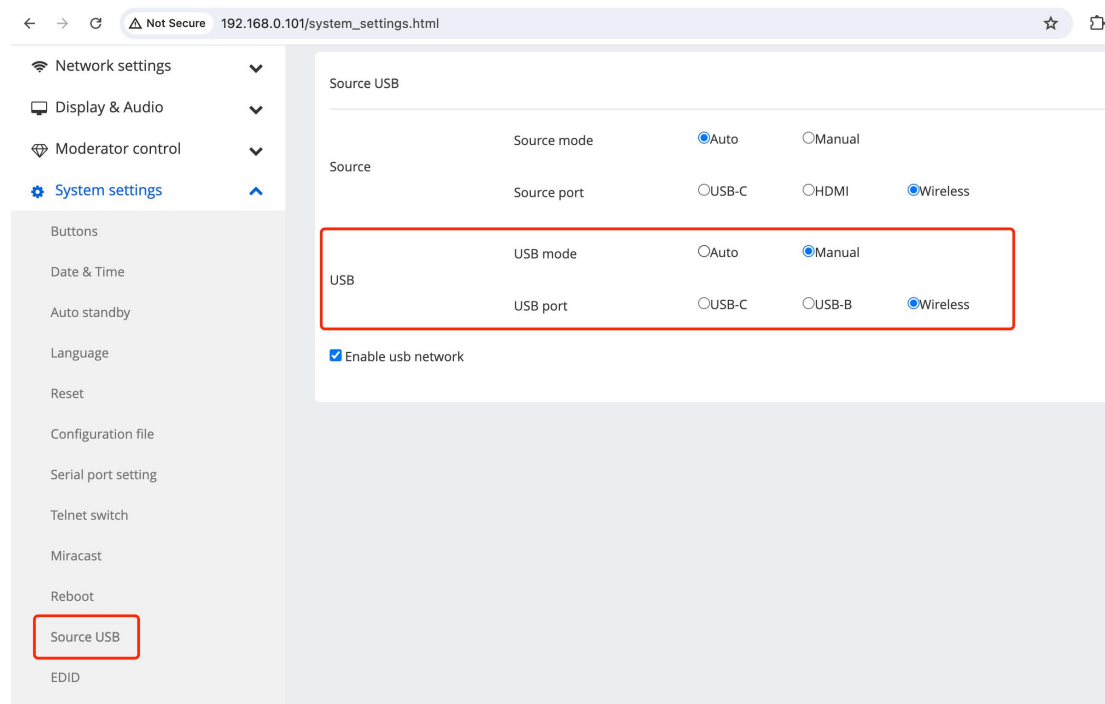 Not Secure 192.168.0.101/system_settings.html
Network settings
Display & Audio
Moderator control
System settings
Buttons
Date & Time
Auto standby
Language
Reset
Configuration file
Serial port setting
Telnet switch
Miracast
Reboot
Source USB
EDID
Source USB
Source
Source mode Auto Manual
Source port USB-C HDMI Wireless
USB
USB mode Auto Manual
USB port USB-C USB-B Wireless
Enable usb network